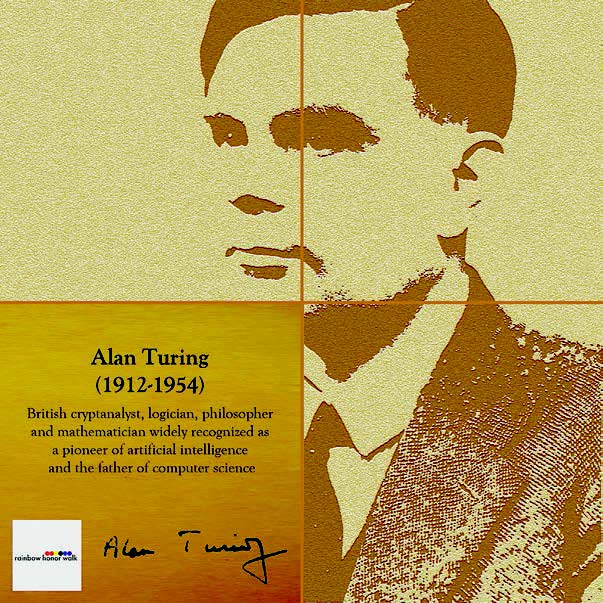 Alan Turing
(1912-1954)
British cryptanalyst, logician, philosopher
and mathematician widely recognized as
a pioneer of artificial intelligence
and the father of computer science
rainbow honor walk
Alan Turing